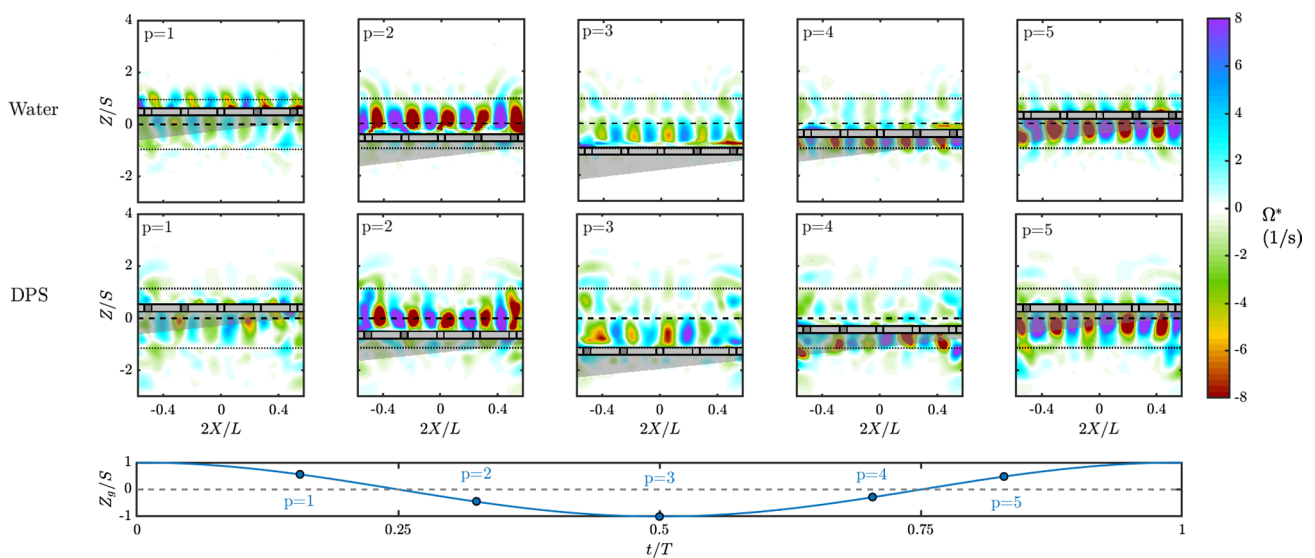 p=1 p=2 p=3 p=4 p=5
Water
Z/S
4
2
0
-2
p=1 p=2 p=3 p=4 p=5
DPS
Z/S
4
2
0
-2
-0.4 0 0.4 -0.4 0 0.4 -0.4 0 0.4 -0.4 0 0.4 -0.4 0 0.4
2X/L 2X/L 2X/L 2X/L 2X/L
8
6
4
2
0
-2
-4
-6
-8
Ω*
(1/s)
Z_g/S
1
0
-1
p=1 p=2 p=3 p=4 p=5
0 0.25 0.5 0.75 1
t/T